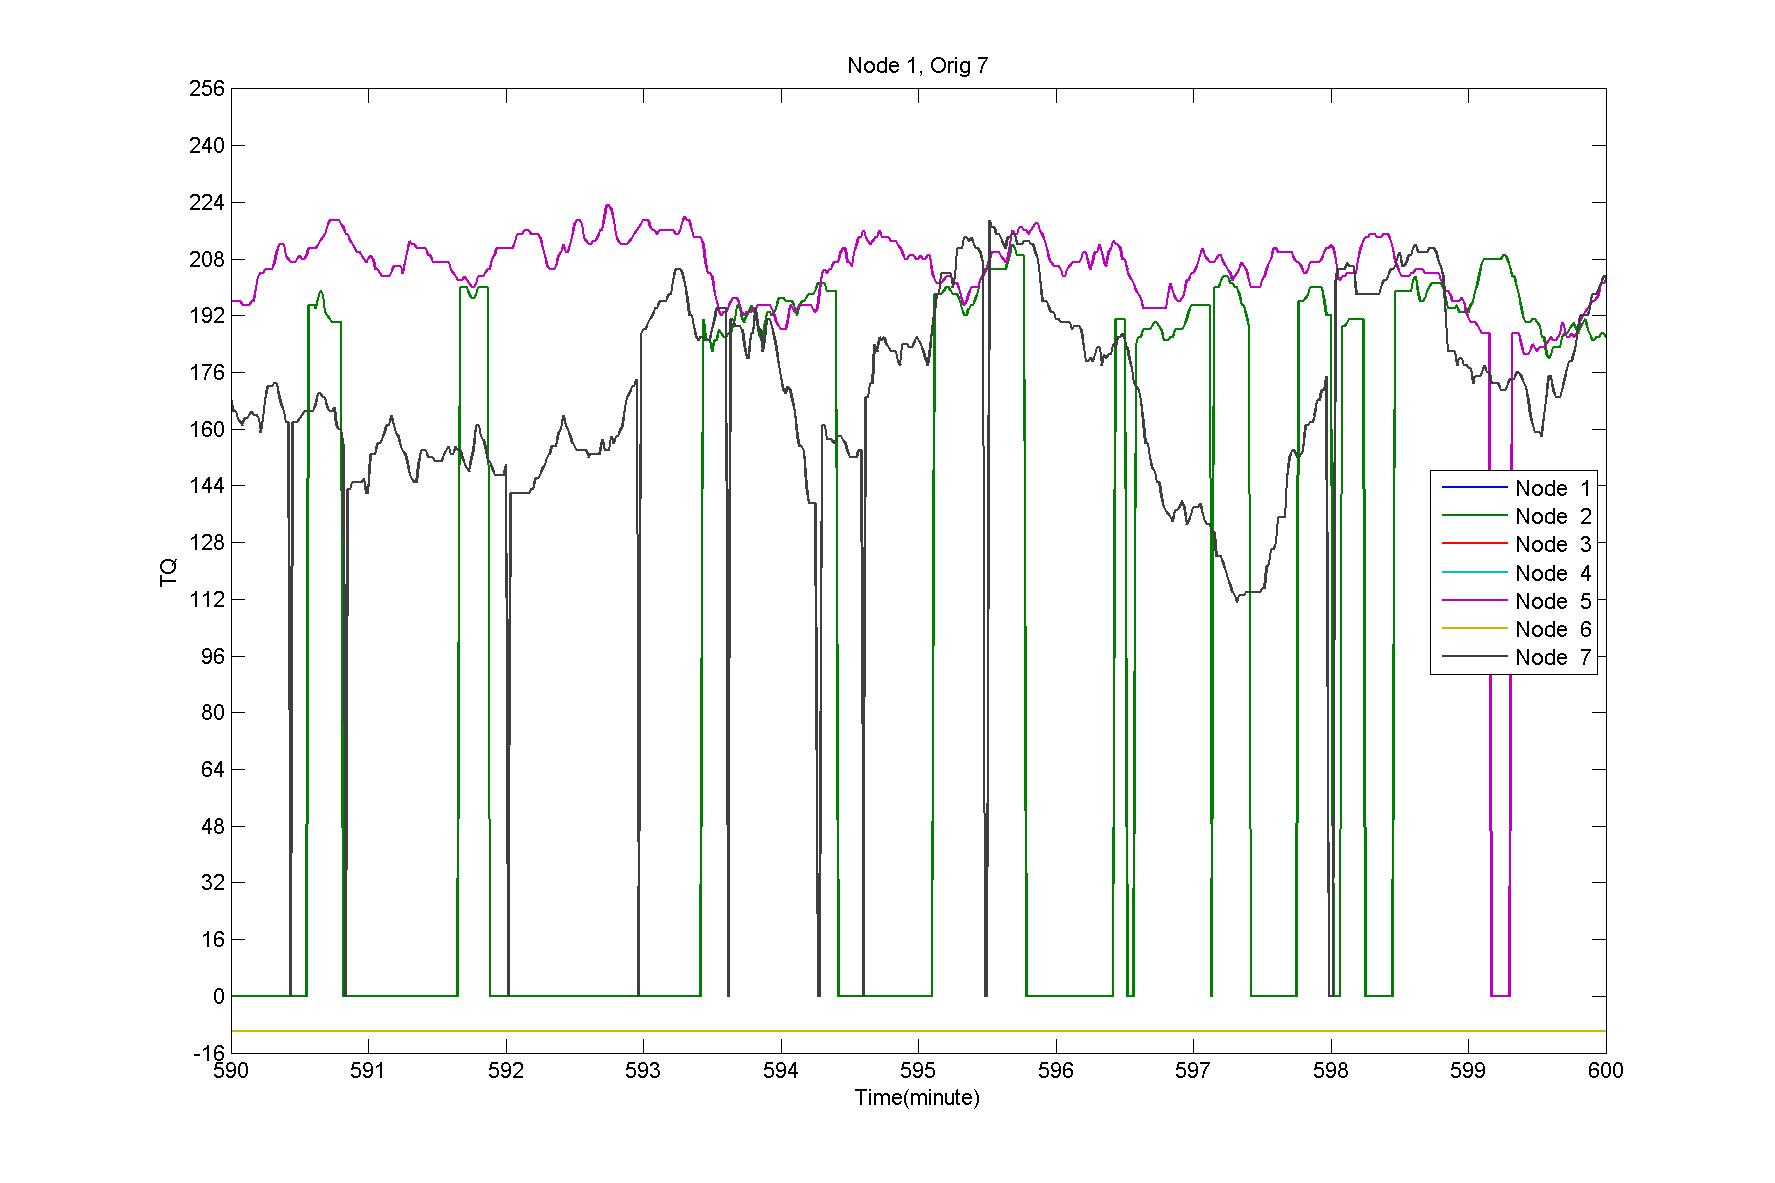 Node 1, Orig 7
256
240
224
208
192
176
160
144
128
112
96
80
64
48
32
16
0
-16
TQ
Node 1
Node 2
Node 3
Node 4
Node 5
Node 6
Node 7
590 591 592 593 594 595 596 597 598 599 600
Time(minute)